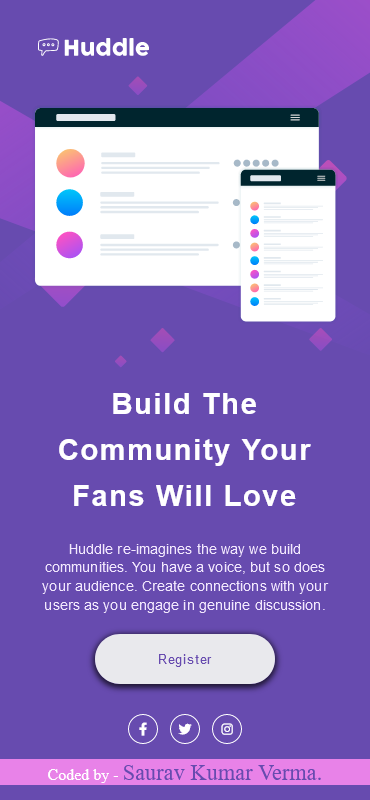 Huddle
Build The
Community Your
Fans Will Love
Huddle re-imagines the way we build
communities. You have a voice, but so does
your audience. Create connections with your
users as you engage in genuine discussion.
Register
Coded by - Saurav Kumar Verma.